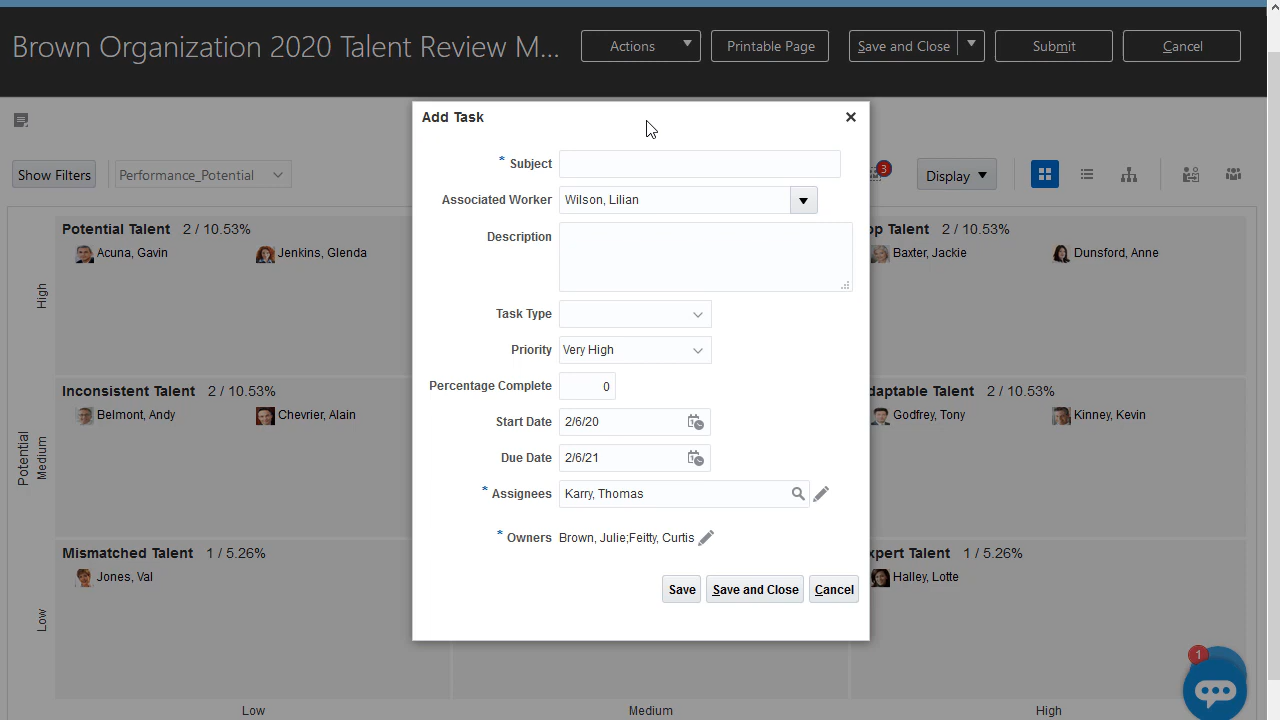 Brown Organization 2020 Talent Review M...
Actions
Printable Page
Save and Close
Submit
Cancel
Add Task
* Subject
Associated Worker Wilson, Lilian
Description
Task Type
Priority Very High
Percentage Complete 0
Start Date 2/6/20
Due Date 2/6/21
* Assignees Karry, Thomas
* Owners Brown, Julie;Feitty, Curtis
Save
Save and Close
Cancel
Show Filters
Performance_Potential
3
Display
Potential Talent 2 / 10.53%
Acuna, Gavin
Jenkins, Glenda
op Talent 2 / 10.53%
Baxter, Jackie
Dunsford, Anne
High
Inconsistent Talent 2 / 10.53%
Belmont, Andy
Chevrier, Alain
daptable Talent 2 / 10.53%
Godfrey, Tony
Kinney, Kevin
Potential
Medium
Mismatched Talent 1 / 5.26%
Jones, Val
xpert Talent 1 / 5.26%
Halley, Lotte
Low
1
Low
Medium
High